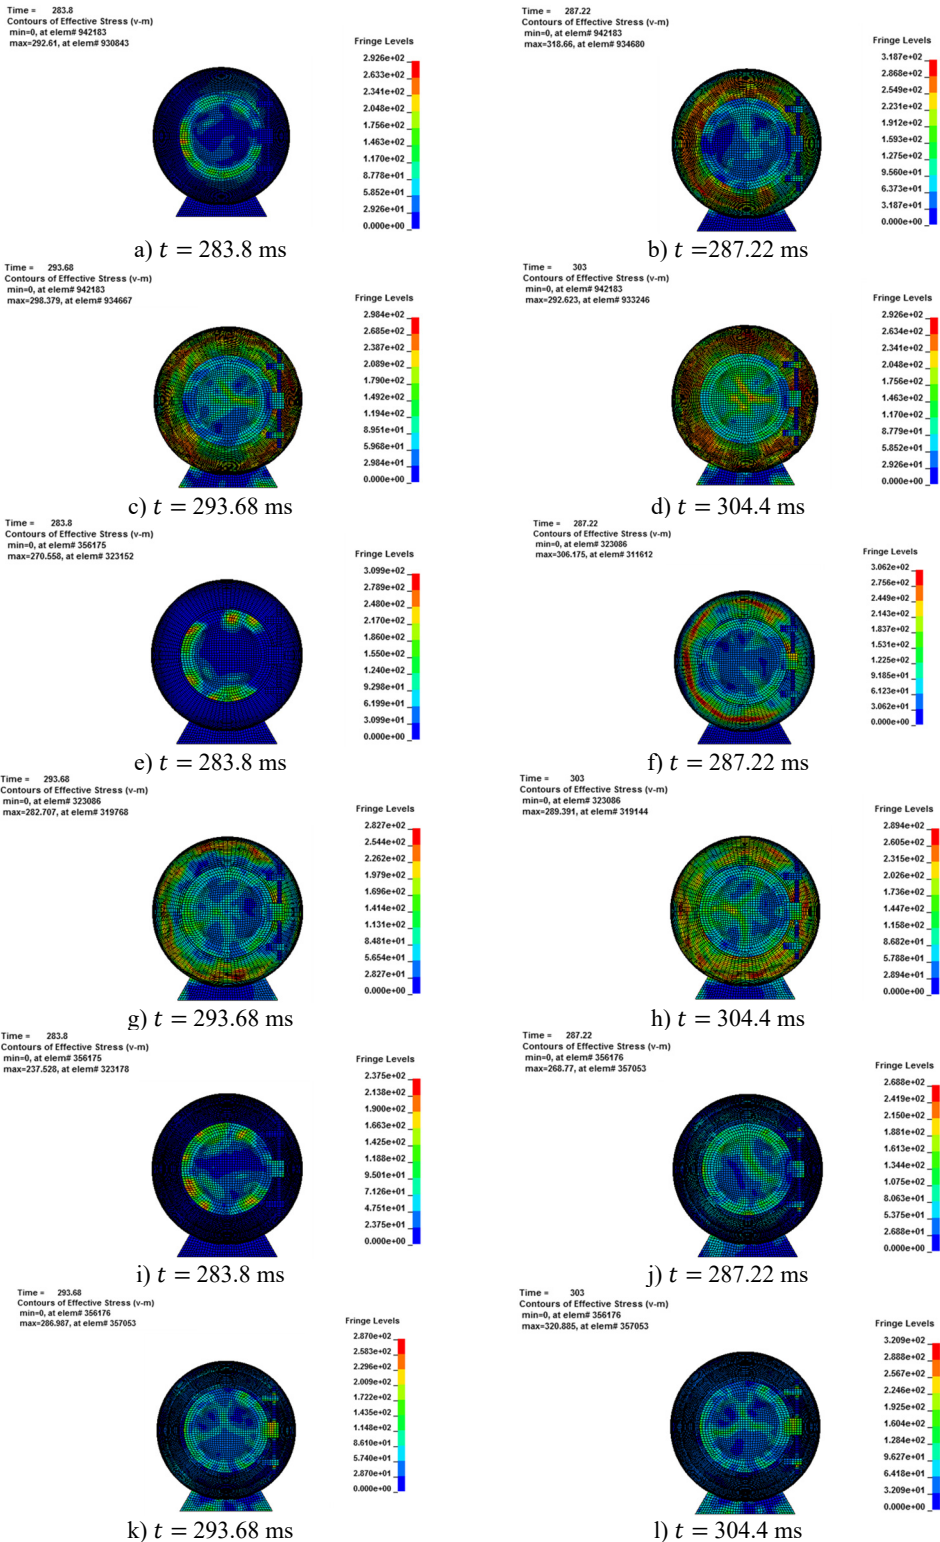 Time = 283.8
Contours of Effective Stress (v-m)
min=0, at elem# 942183
max=292.61, at elem# 930843
Fringe Levels
2.926e+02
2.633e+02
2.341e+02
2.048e+02
1.756e+02
1.463e+02
1.170e+02
8.778e+01
5.852e+01
2.926e+01
0.000e+00
a) t = 283.8 ms
Time = 287.22
Contours of Effective Stress (v-m)
min=0, at elem# 942183
max=318.66, at elem# 934680
Fringe Levels
3.187e+02
2.868e+02
2.549e+02
2.231e+02
1.912e+02
1.593e+02
1.275e+02
9.560e+01
6.373e+01
3.187e+01
0.000e+00
b) t =287.22 ms
Time = 293.68
Contours of Effective Stress (v-m)
min=0, at elem# 942183
max=298.379, at elem# 934667
Fringe Levels
2.984e+02
2.685e+02
2.387e+02
2.089e+02
1.790e+02
1.492e+02
1.194e+02
8.951e+01
5.968e+01
2.984e+01
0.000e+00
c) t = 293.68 ms
Time = 303
Contours of Effective Stress (v-m)
min=0, at elem# 942183
max=292.623, at elem# 933246
Fringe Levels
2.926e+02
2.634e+02
2.341e+02
2.048e+02
1.756e+02
1.463e+02
1.170e+02
8.779e+01
5.852e+01
2.926e+01
0.000e+00
d) t = 304.4 ms
Time = 283.8
Contours of Effective Stress (v-m)
min=0, at elem# 356175
max=270.558, at elem# 323152
Fringe Levels
3.099e+02
2.789e+02
2.480e+02
2.170e+02
1.860e+02
1.550e+02
1.240e+02
9.298e+01
6.199e+01
3.099e+01
0.000e+00
e) t = 283.8 ms
Time = 287.22
Contours of Effective Stress (v-m)
min=0, at elem# 323086
max=306.175, at elem# 311612
Fringe Levels
3.062e+02
2.756e+02
2.449e+02
2.143e+02
1.837e+02
1.531e+02
1.225e+02
9.185e+01
6.123e+01
3.062e+01
0.000e+00
f) t = 287.22 ms
Time = 293.68
Contours of Effective Stress (v-m)
min=0, at elem# 323086
max=282.707, at elem# 319768
Fringe Levels
2.827e+02
2.544e+02
2.262e+02
1.979e+02
1.696e+02
1.414e+02
1.131e+02
8.481e+01
5.654e+01
2.827e+01
0.000e+00
g) t = 293.68 ms
Time = 303
Contours of Effective Stress (v-m)
min=0, at elem# 323086
max=289.391, at elem# 319144
Fringe Levels
2.894e+02
2.605e+02
2.315e+02
2.026e+02
1.736e+02
1.447e+02
1.158e+02
8.682e+01
5.788e+01
2.894e+01
0.000e+00
h) t = 304.4 ms
Time = 283.8
Contours of Effective Stress (v-m)
min=0, at elem# 356175
max=237.528, at elem# 323178
Fringe Levels
2.375e+02
2.138e+02
1.900e+02
1.663e+02
1.425e+02
1.188e+02
9.501e+01
7.126e+01
4.751e+01
2.375e+01
0.000e+00
i) t = 283.8 ms
Time = 287.22
Contours of Effective Stress (v-m)
min=0, at elem# 356176
max=268.77, at elem# 357053
Fringe Levels
2.688e+02
2.419e+02
2.150e+02
1.881e+02
1.613e+02
1.344e+02
1.075e+02
8.063e+01
5.375e+01
2.688e+01
0.000e+00
j) t = 287.22 ms
Time = 293.68
Contours of Effective Stress (v-m)
min=0, at elem# 356176
max=286.987, at elem# 357053
Fringe Levels
2.870e+02
2.583e+02
2.296e+02
2.009e+02
1.722e+02
1.435e+02
1.148e+02
8.610e+01
5.740e+01
2.870e+01
0.000e+00
k) t = 293.68 ms
Time = 303
Contours of Effective Stress (v-m)
min=0, at elem# 356176
max=320.885, at elem# 357053
Fringe Levels
3.209e+02
2.888e+02
2.567e+02
2.246e+02
1.925e+02
1.604e+02
1.284e+02
9.627e+01
6.418e+01
3.209e+01
0.000e+00
l) t = 304.4 ms